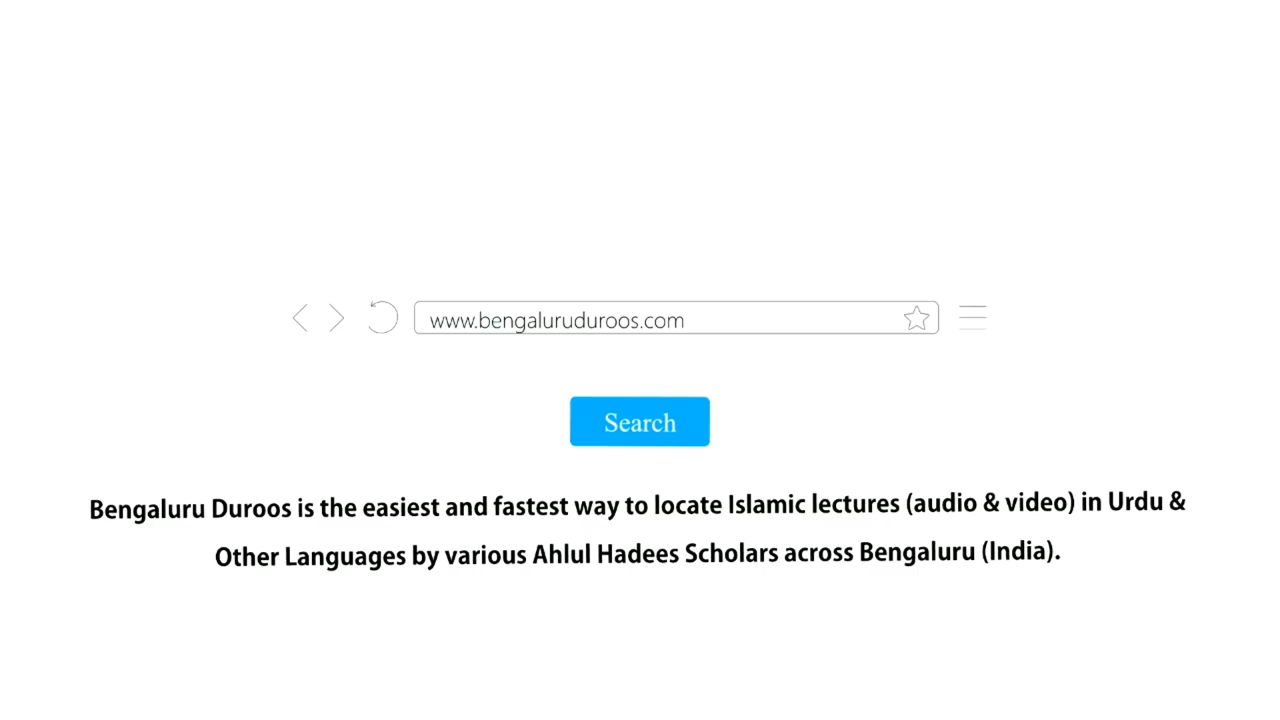 www.bengaluruduroos.com
Search
Bengaluru Duroos is the easiest and fastest way to locate Islamic lectures (audio & video) in Urdu &
Other Languages by various Ahlul Hadees Scholars across Bengaluru (India).